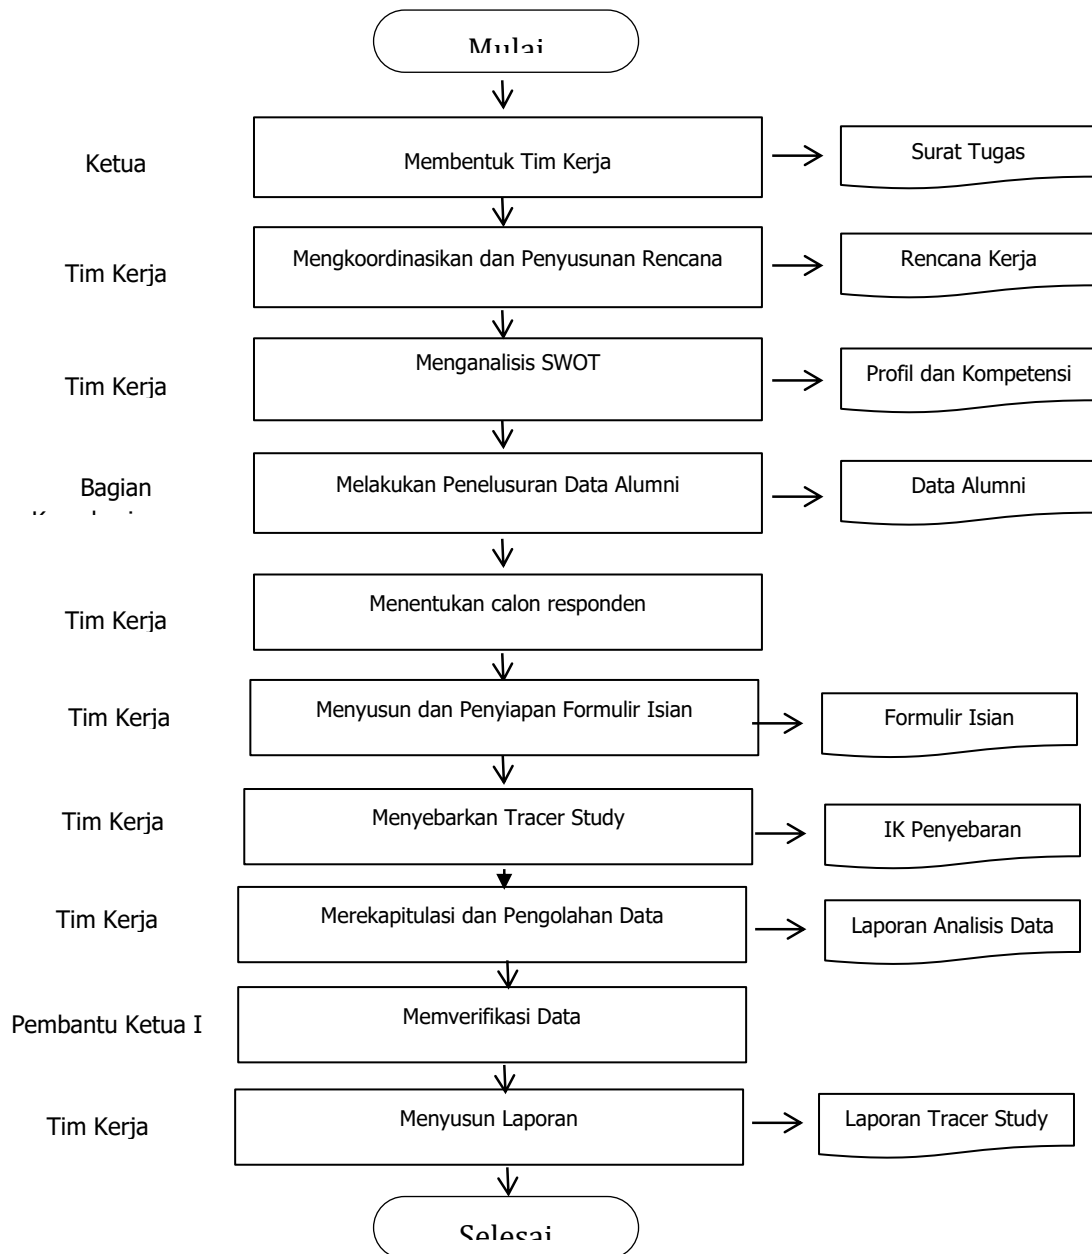 Mulai
Ketua
Membentuk Tim Kerja
Surat Tugas
Tim Kerja
Mengkoordinasikan dan Penyusunan Rencana
Rencana Kerja
Tim Kerja
Menganalisis SWOT
Profil dan Kompetensi
Bagian
Melakukan Penelusuran Data Alumni
Data Alumni
Tim Kerja
Menentukan calon responden
Tim Kerja
Menyusun dan Penyiapan Formulir Isian
Formulir Isian
Tim Kerja
Menyebarkan Tracer Study
IK Penyebaran
Tim Kerja
Merekapitulasi dan Pengolahan Data
Laporan Analisis Data
Pembantu Ketua I
Memverifikasi Data
Tim Kerja
Menyusun Laporan
Laporan Tracer Study
Selesai